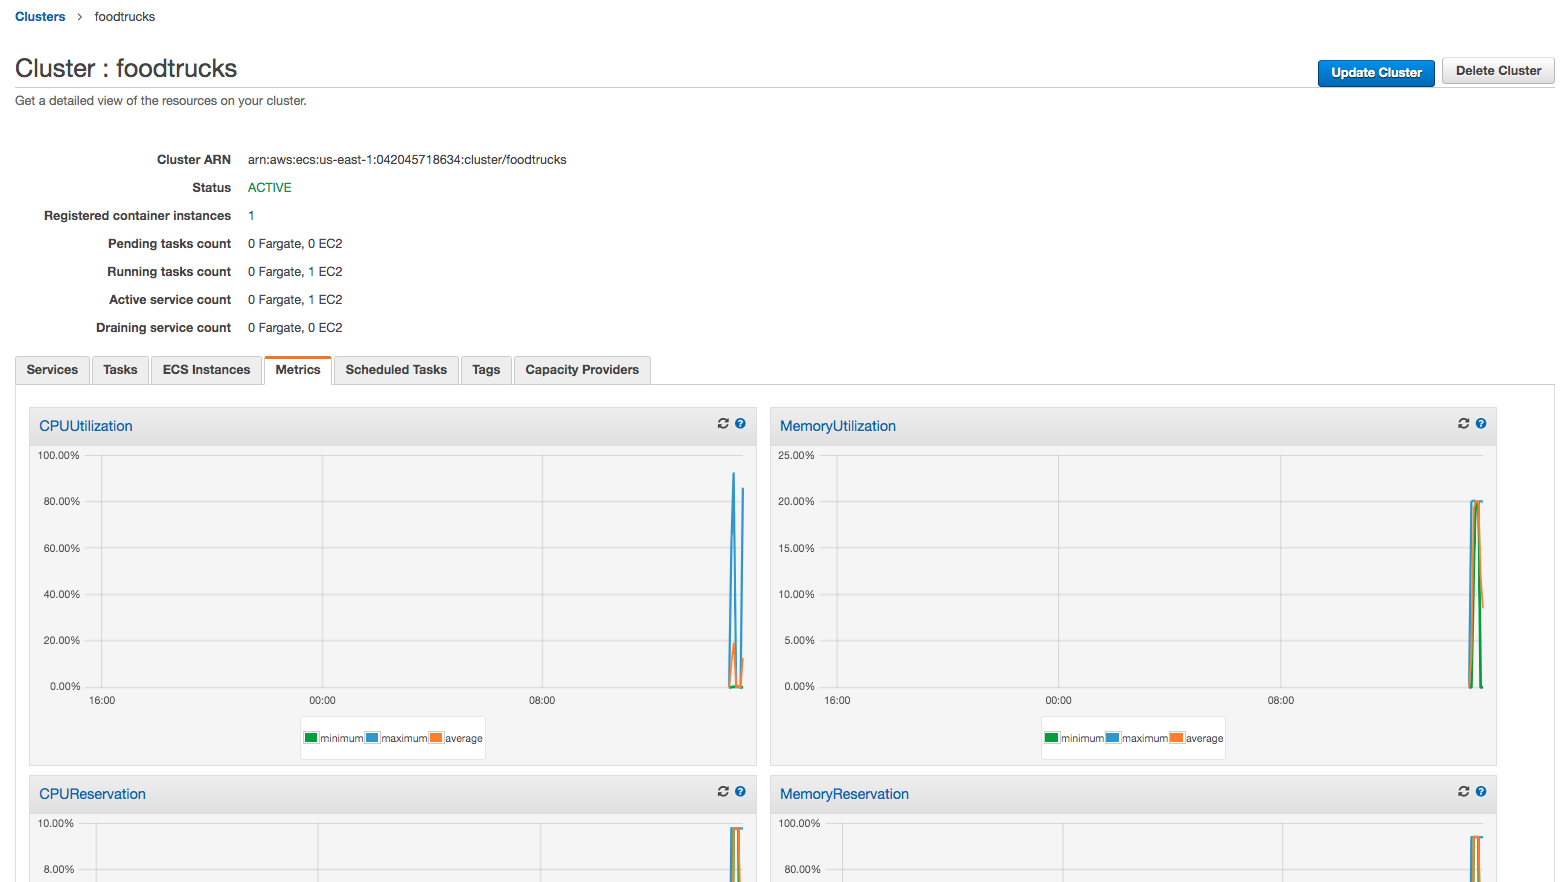 Clusters > foodtrucks
Cluster : foodtrucks
Update Cluster Delete Cluster
Get a detailed view of the resources on your cluster.
Cluster ARN arn:aws:ecs:us-east-1:042045718634:cluster/foodtrucks
Status ACTIVE
Registered container instances 1
Pending tasks count 0 Fargate, 0 EC2
Running tasks count 0 Fargate, 1 EC2
Active service count 0 Fargate, 1 EC2
Draining service count 0 Fargate, 0 EC2
Services Tasks ECS Instances Metrics Scheduled Tasks Tags Capacity Providers
CPUUtilization
100.00%
80.00%
60.00%
40.00%
20.00%
0.00%
16:00 00:00 08:00
minimum maximum average
MemoryUtilization
25.00%
20.00%
15.00%
10.00%
5.00%
0.00%
16:00 00:00 08:00
minimum maximum average
CPUReservation
10.00%
8.00%
MemoryReservation
100.00%
80.00%